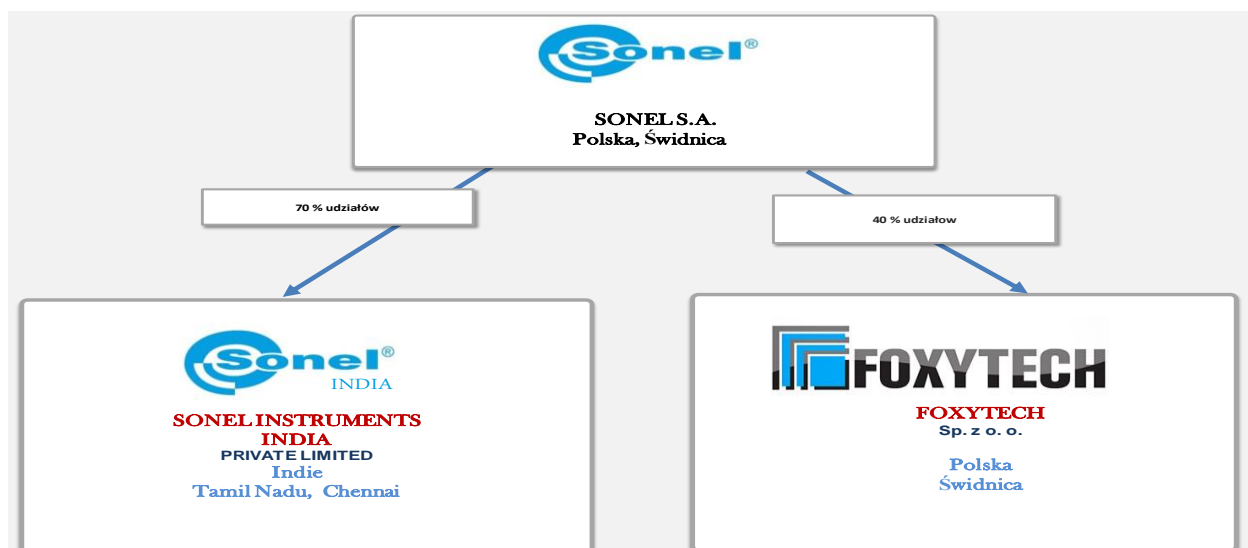 Sonel®
SONEL S.A.
Polska, Świdnica
70 % udziałów
40 % udziałow
Sonel®
INDIA
SONEL INSTRUMENTS
INDIA
PRIVATE LIMITED
Indie
Tamil Nadu, Chennai
FOXYTECH
FOXYTECH
Sp. z o. o.
Polska
Świdnica